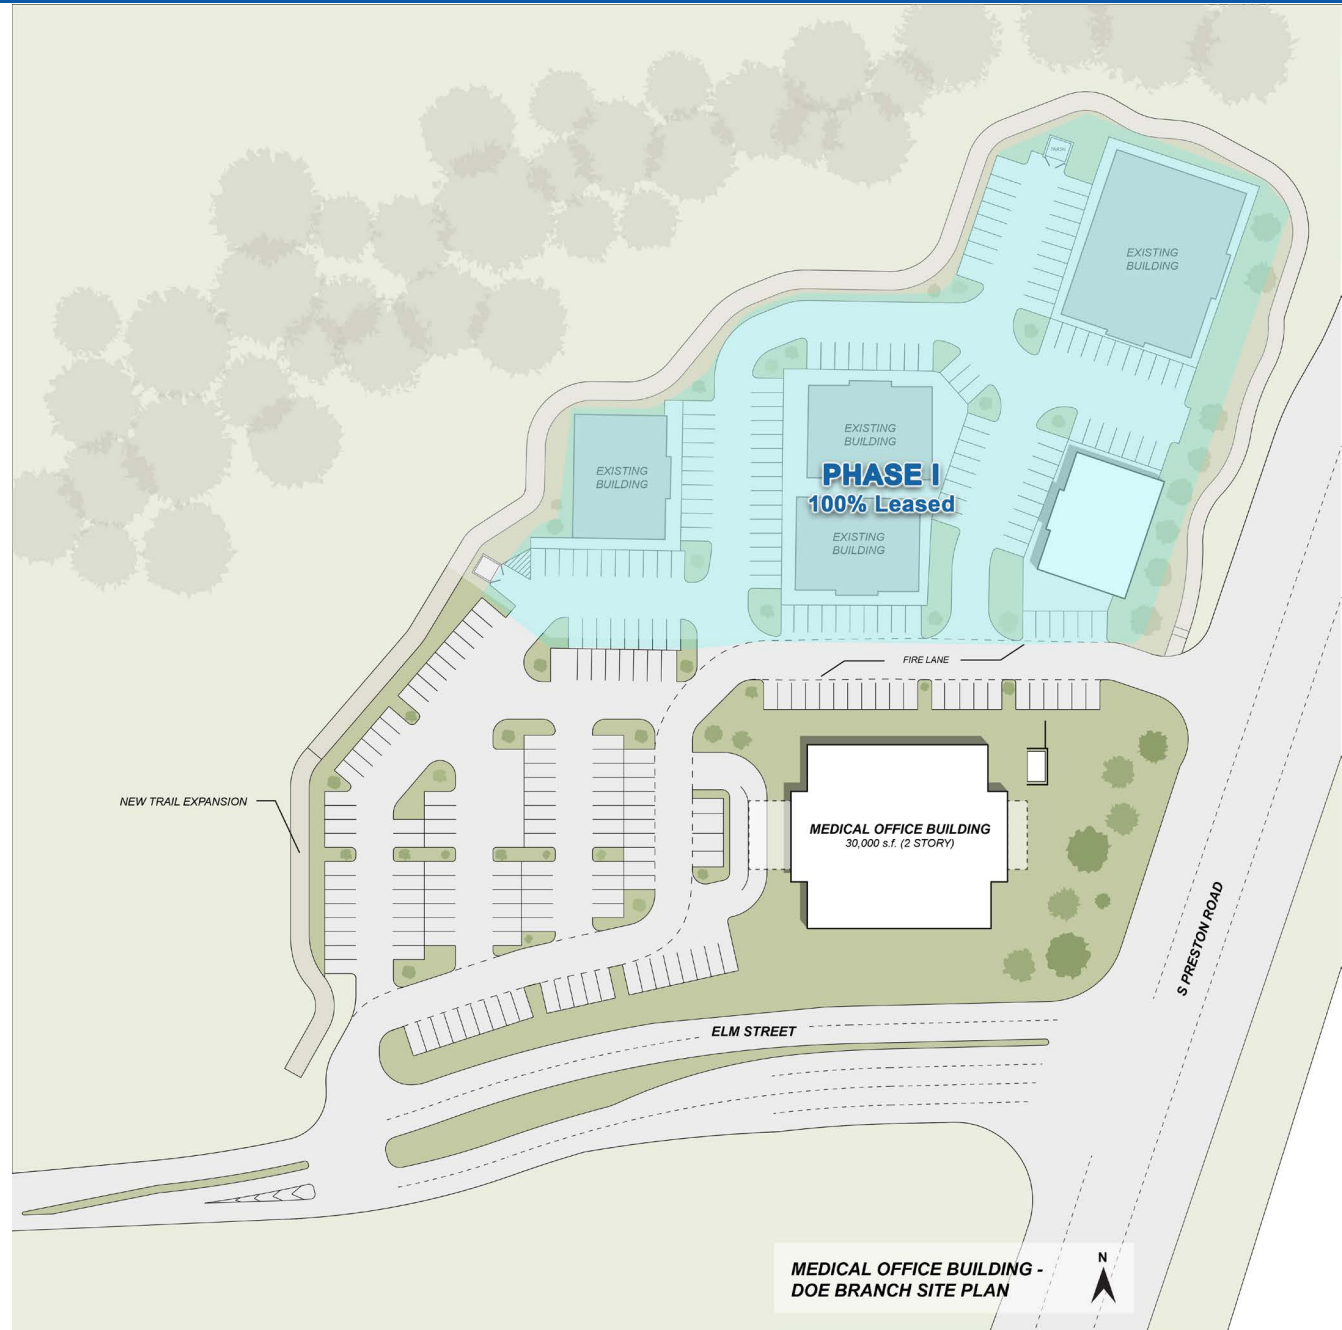 TRASH
EXISTING
BUILDING
EXISTING
BUILDING
EXISTING
BUILDING
PHASE I
100% Leased
EXISTING
BUILDING
FIRE LANE
NEW TRAIL EXPANSION
MEDICAL OFFICE BUILDING
30,000 s.f. (2 STORY)
S PRESTON ROAD
ELM STREET
MEDICAL OFFICE BUILDING -
DOE BRANCH SITE PLAN
N